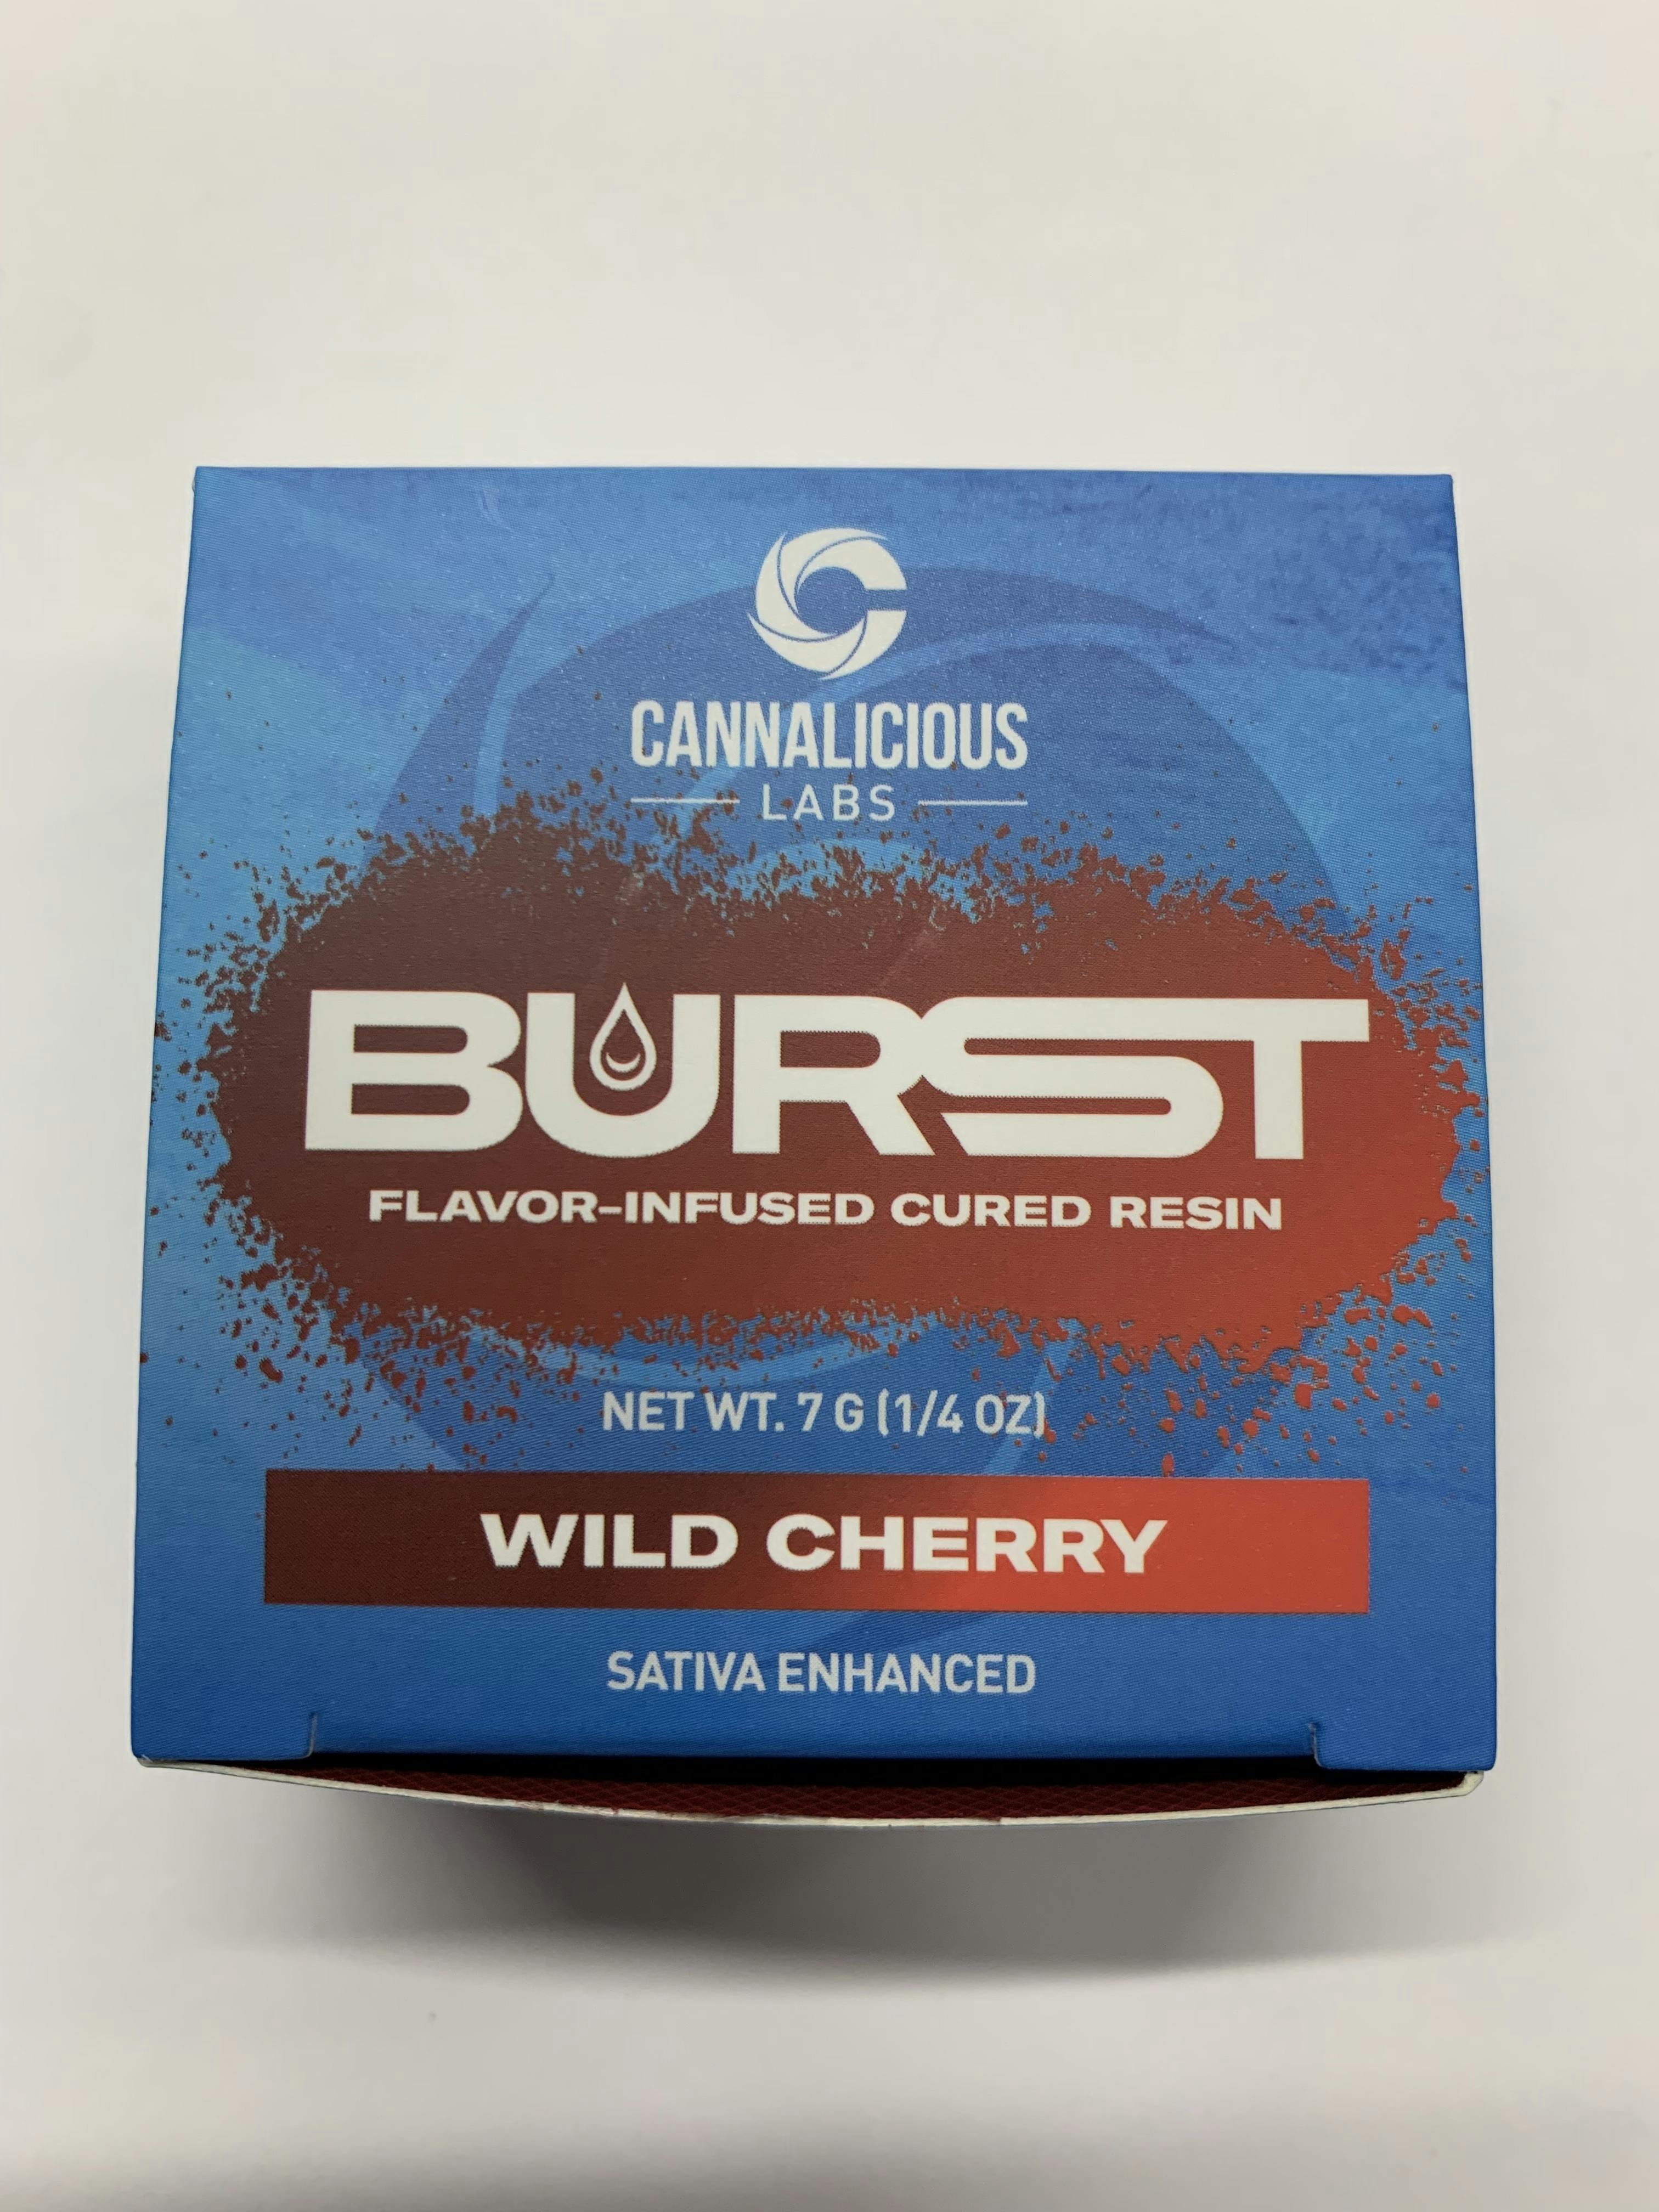 CANNALICIOUS
LABS
BURST
FLAVOR-INFUSED CURED RESIN
NET WT. 7 G (1/4 OZ)
WILD CHERRY
SATIVA ENHANCED